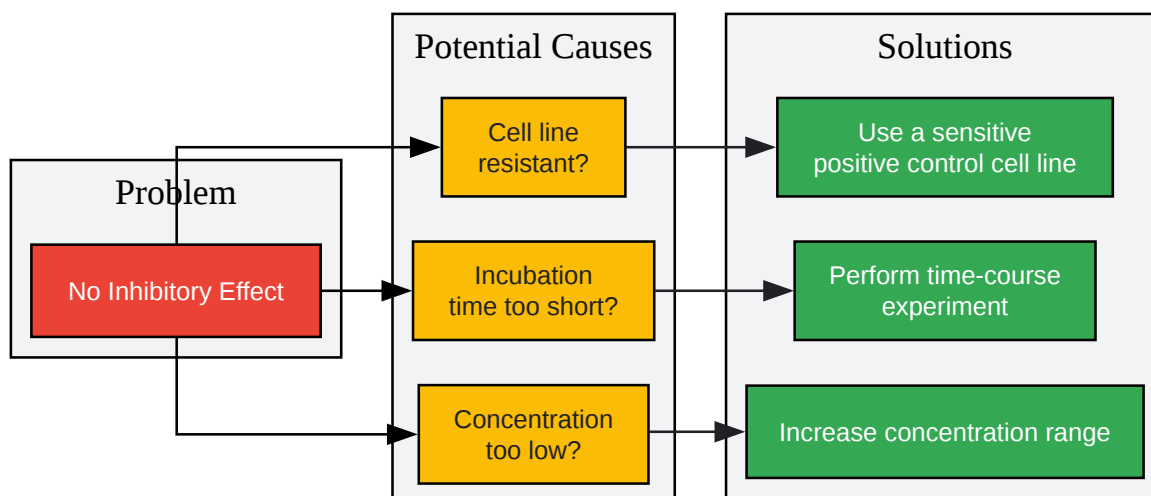 Problem
No Inhibitory Effect
Potential Causes
Cell line
resistant?
Incubation
time too short?
Concentration
too low?
Solutions
Use a sensitive
positive control cell line
Perform time-course
experiment
Increase concentration range